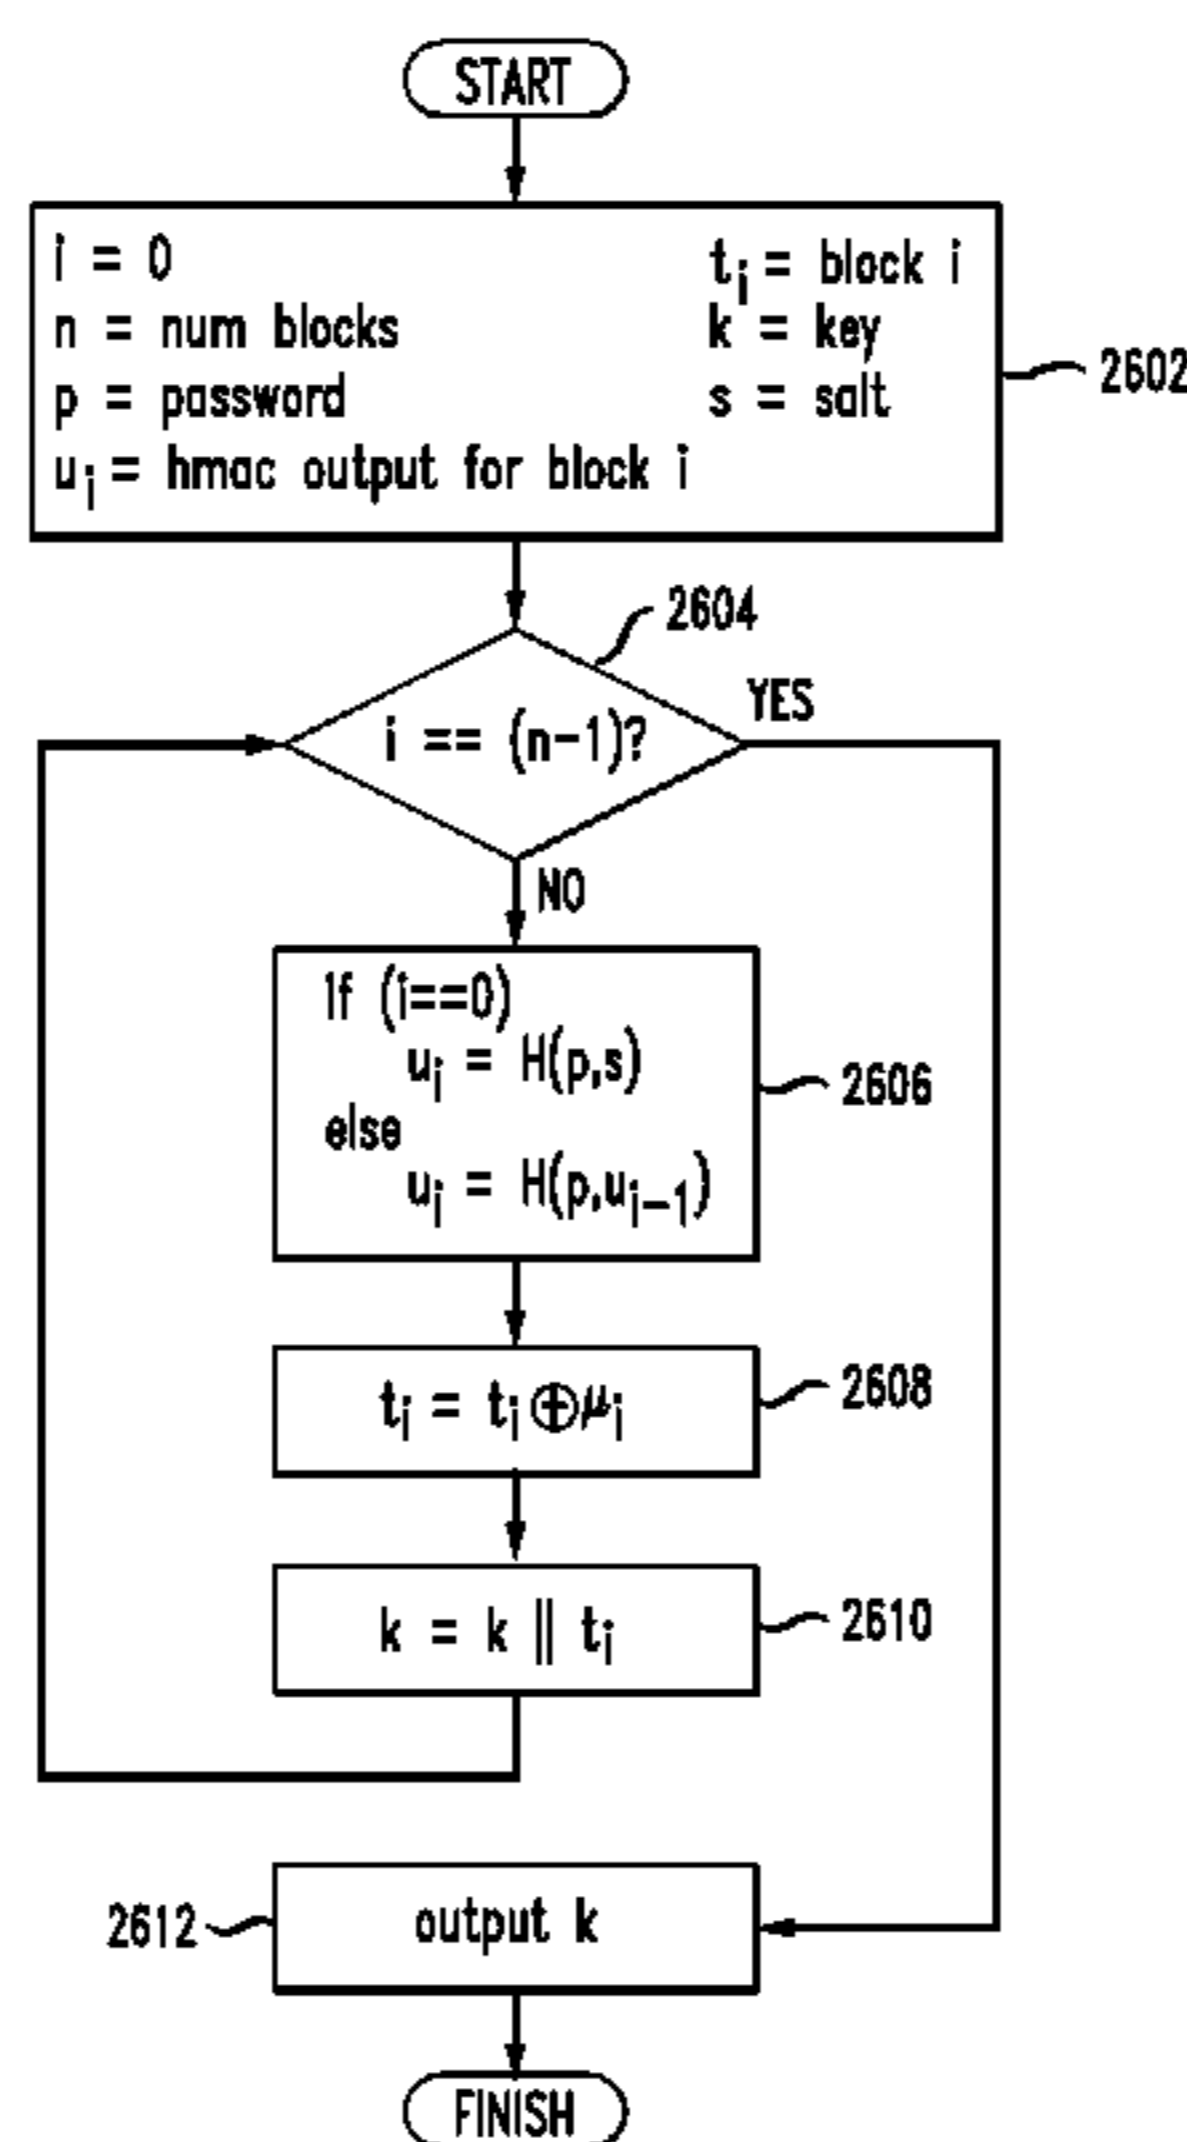 START
i = 0
n = num blocks
p = password
u_i = hmac output for block i
t_i = block i
k = key
s = salt
2602
2604
i == (n-1)?
YES
NO
If (i==0)
u_i = H(p,s)
else
u_i = H(p,u_{i-1})
2606
t_i = t_i ⊕ μ_i
2608
k = k || t_i
2610
output k
2612
FINISH